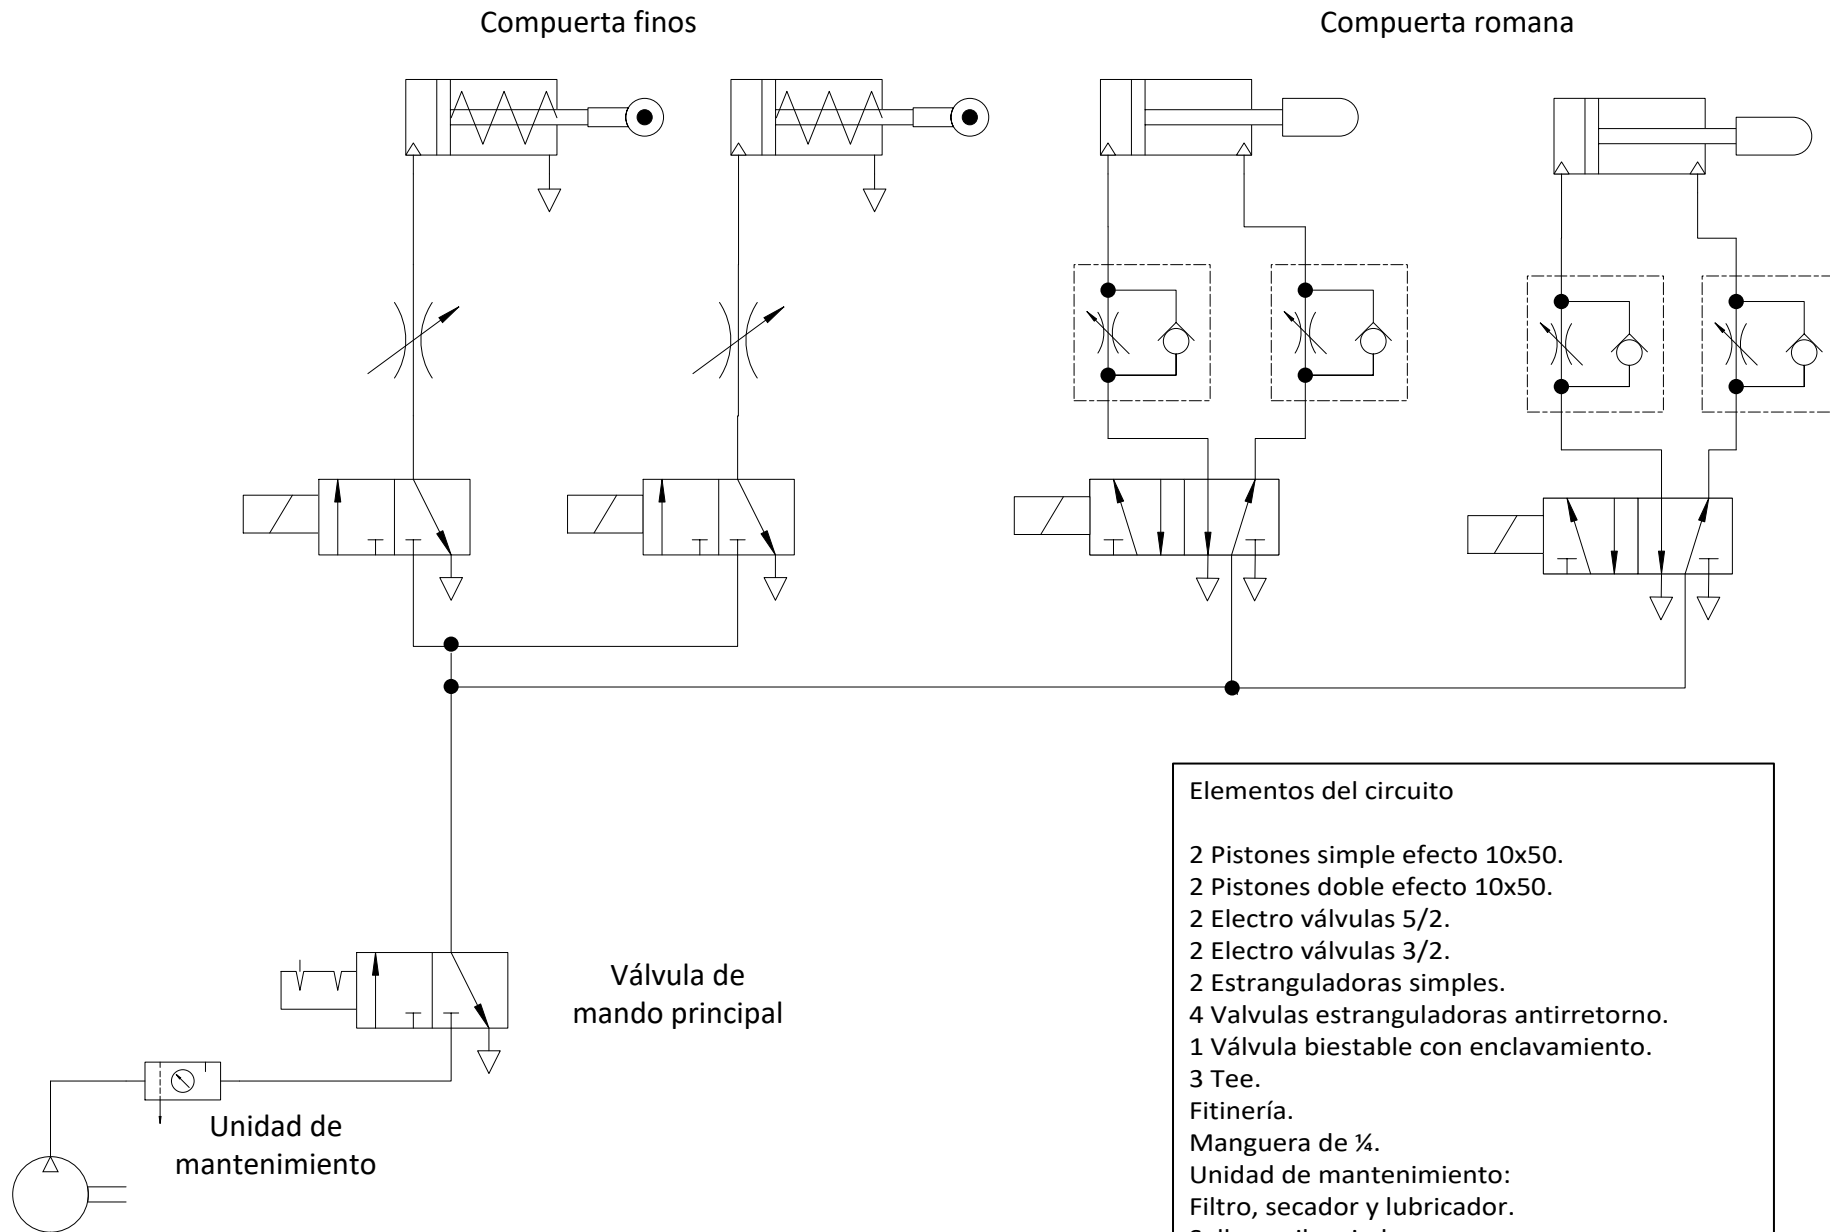 Compuerta finos
Compuerta romana
Válvula de
mando principal
Unidad de
mantenimiento
Elementos del circuito
2 Pistones simple efecto 10x50.
2 Pistones doble efecto 10x50.
2 Electro válvulas 5/2.
2 Electro válvulas 3/2.
2 Estranguladoras simples.
4 Valvulas estranguladoras antirretorno.
1 Válvula biestable con enclavamiento.
3 Tee.
Fitinería.
Manguera de ¼.
Unidad de mantenimiento:
Filtro, secador y lubricador.